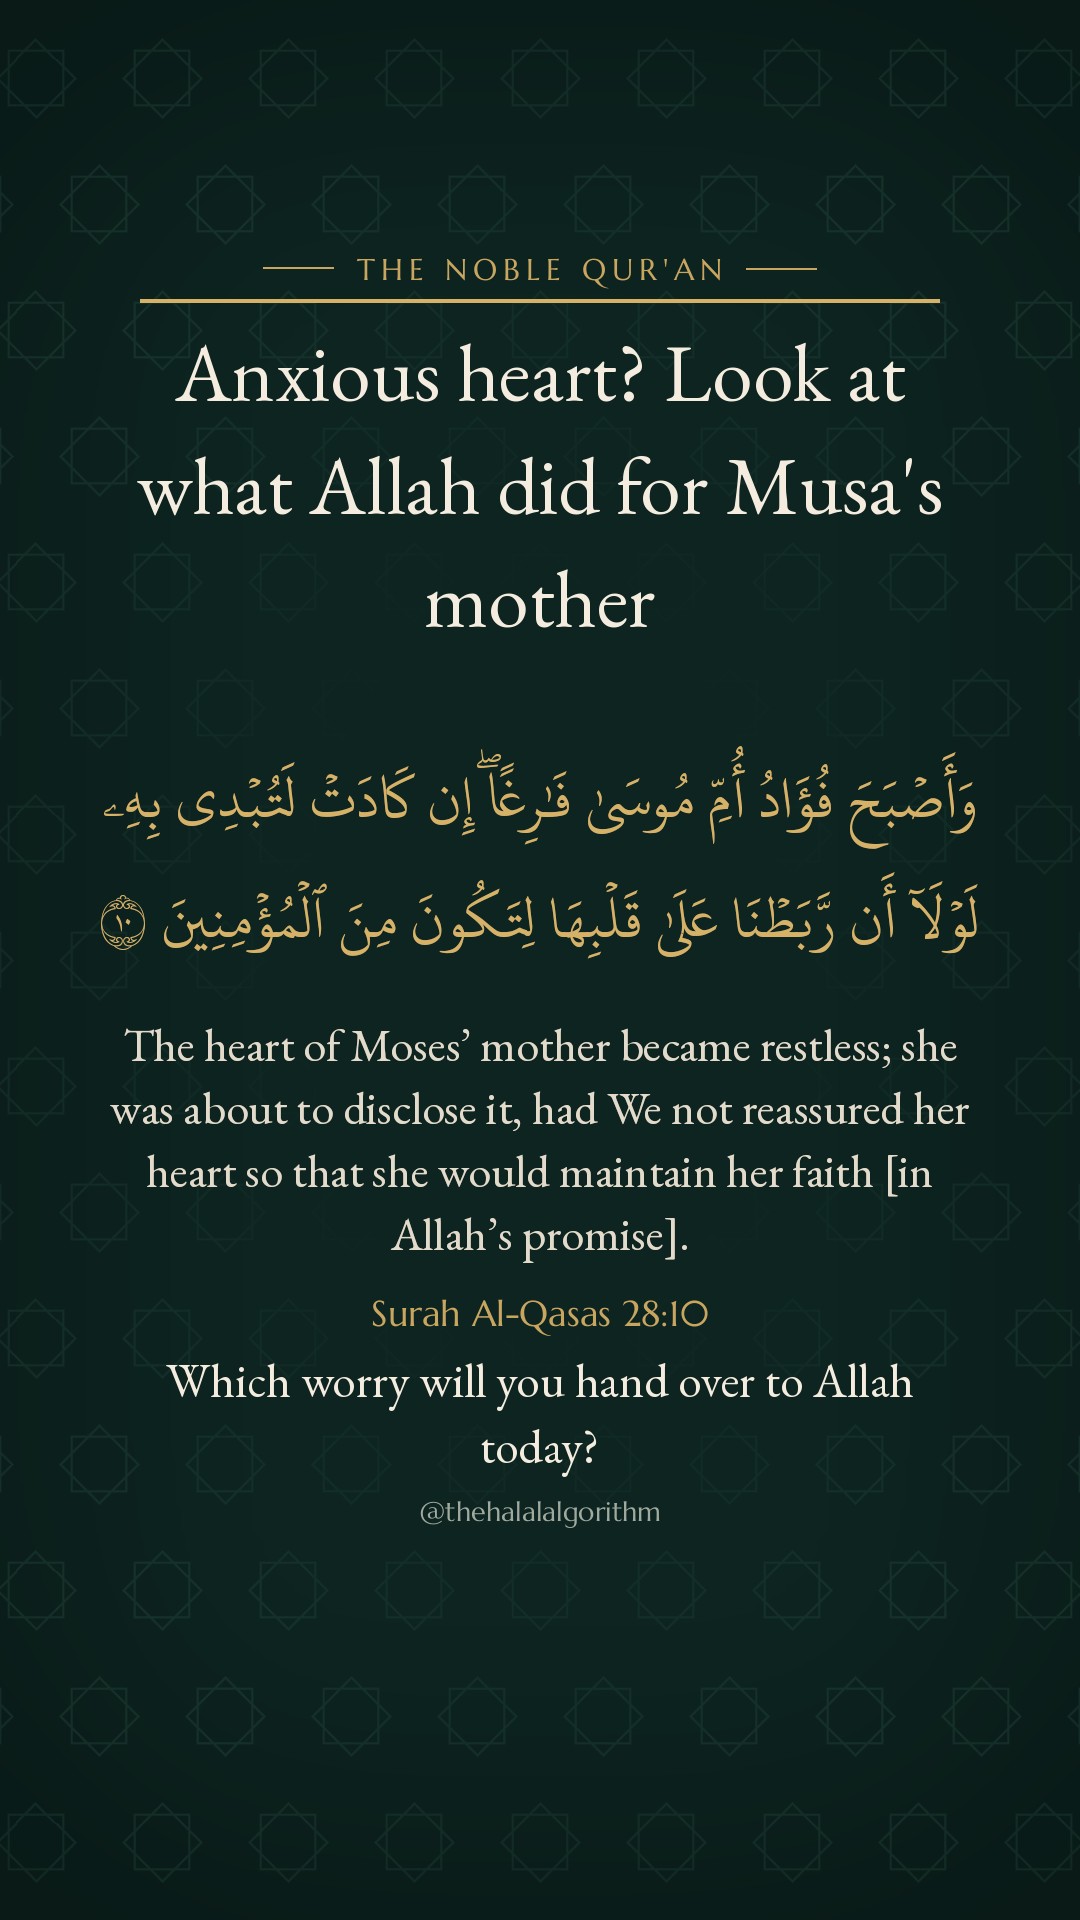 THE NOBLE QUR'AN
Anxious heart? Look at
what Allah did for Musa's
mother
وَأَصۡبَحَ فُؤَادُ أُمِّ مُوسَىٰ فَٰرِغًاۖ إِن كَادَتۡ لَتُبۡدِي بِهِۦ
لَوۡلَآ أَن رَّبَطۡنَا عَلَىٰ قَلۡبِهَا لِتَكُونَ مِنَ ٱلۡمُؤۡمِنِينَ ١٠
The heart of Moses’ mother became restless; she
was about to disclose it, had We not reassured her
heart so that she would maintain her faith [in
Allah’s promise].
Surah Al-Qasas 28:10
Which worry will you hand over to Allah
today?
@thehalalalgorithm